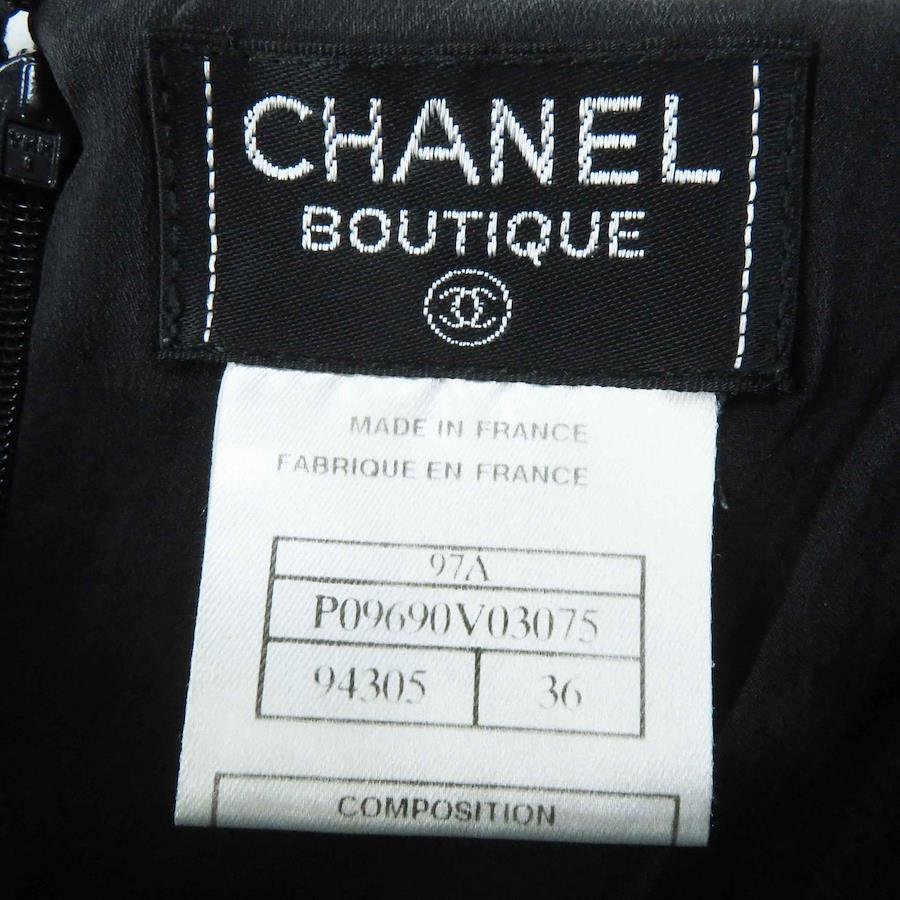 CHANEL
BOUTIQUE
MADE IN FRANCE
FABRIQUE EN FRANCE
97A
P09690V03075
94305 36
COMPOSITION